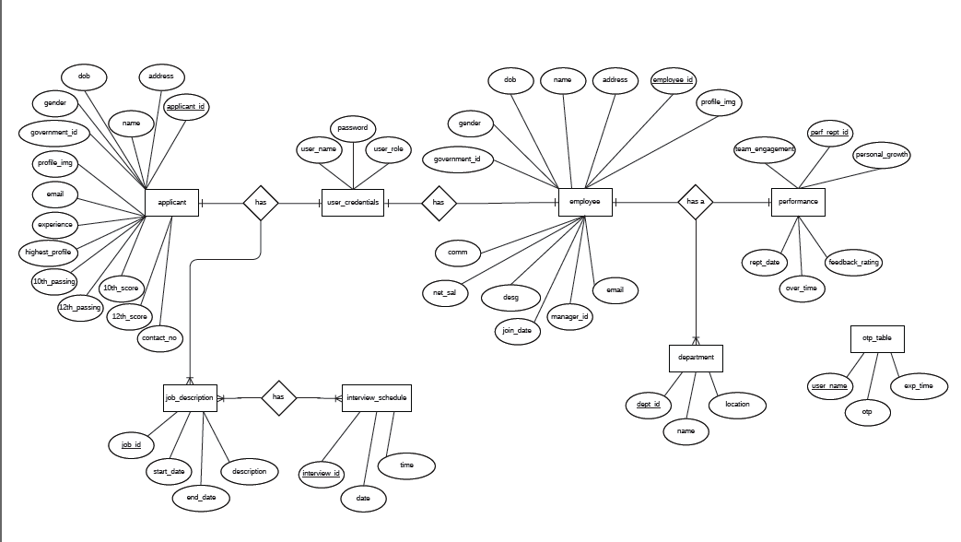 dob
address
gender
applicant_id
name
government_id
profile_img
email
experience
highest_profile
10th_passing
12th_passing
10th_score
12th_score
contact_no
applicant
has
password
user_name
user_role
user_credentials
has
dob
name
address
employee_id
profile_img
gender
government_id
employee
comm
net_sal
desg
join_date
manager_id
email
has a
perf_rept_id
team_engagement
personal_growth
performance
rept_date
over_time
feedback_rating
department
dept_id
name
location
otp_table
user_name
otp
exp_time
job_description
has
interview_schedule
job_id
start_date
end_date
description
interview_id
date
time